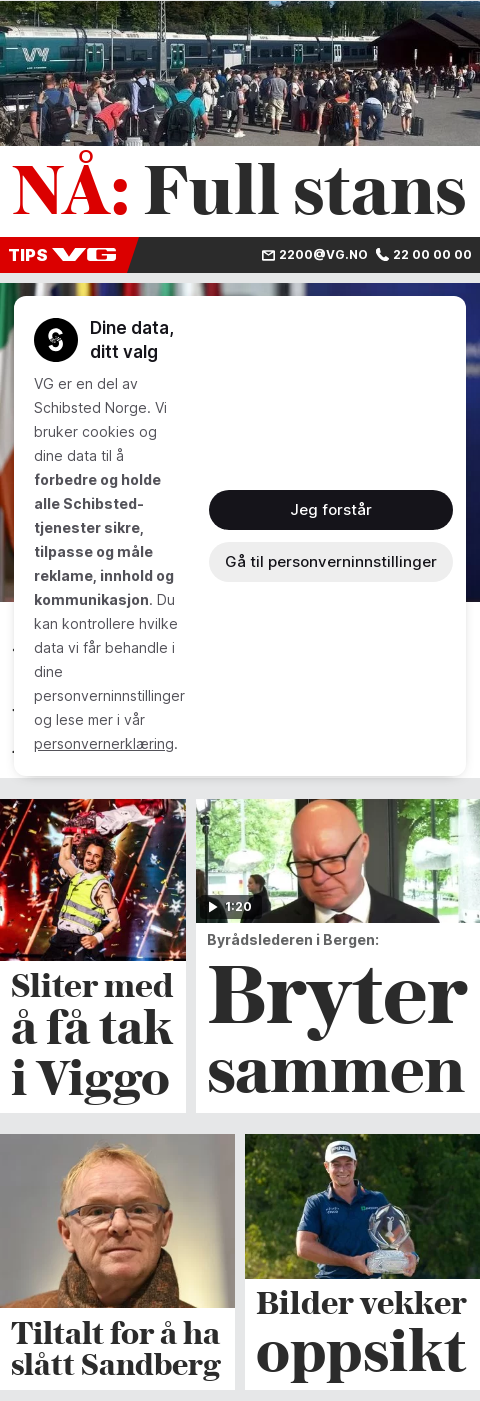 VY
NÅ: Full stans
TIPS VG
2200@VG.NO 22 00 00 00
Dine data,
ditt valg
VG er en del av
Schibsted Norge. Vi
bruker cookies og
dine data til å
forbedre og holde
alle Schibsted-
tjenester sikre,
tilpasse og måle
reklame, innhold og
kommunikasjon. Du
kan kontrollere hvilke
data vi får behandle i
dine
personverninnstillinger
og lese mer i vår
personvernerklæring.
Jeg forstår
Gå til personverninnstillinger
Sliter med
å få tak
i Viggo
1:20
Byrådslederen i Bergen:
Bryter
sammen
Tiltalt for å ha
slått Sandberg
PING
Bilder vekker
oppsikt